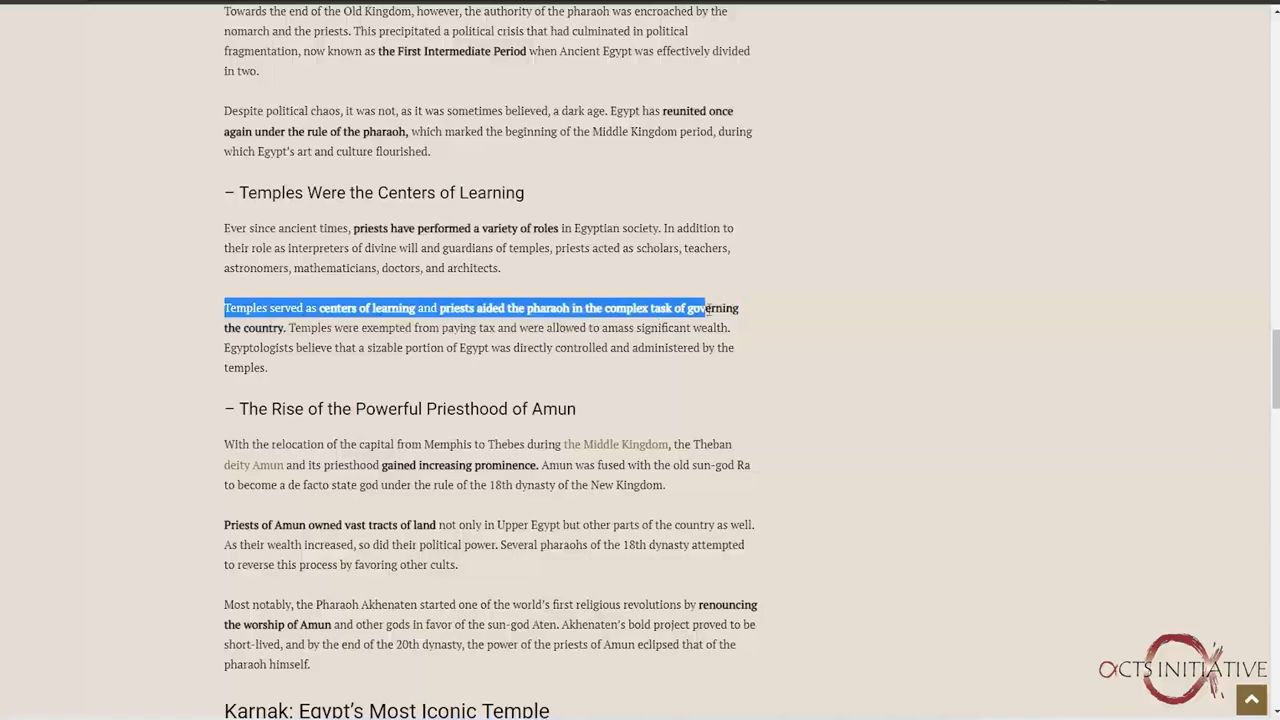 Towards the end of the Old Kingdom, however, the authority of the pharaoh was encroached by the
nomarch and the priests. This precipitated a political crisis that had culminated in political
fragmentation, now known as the First Intermediate Period when Ancient Egypt was effectively divided
in two.
Despite political chaos, it was not, as it was sometimes believed, a dark age. Egypt has reunited once
again under the rule of the pharaoh, which marked the beginning of the Middle Kingdom period, during
which Egypt's art and culture flourished.
– Temples Were the Centers of Learning
Ever since ancient times, priests have performed a variety of roles in Egyptian society. In addition to
their role as interpreters of divine will and guardians of temples, priests acted as scholars, teachers,
astronomers, mathematicians, doctors, and architects.
Temples served as centers of learning and priests aided the pharaoh in the complex task of governing
the country. Temples were exempted from paying tax and were allowed to amass significant wealth.
Egyptologists believe that a sizable portion of Egypt was directly controlled and administered by the
temples.
– The Rise of the Powerful Priesthood of Amun
With the relocation of the capital from Memphis to Thebes during the Middle Kingdom, the Theban
deity Amun and its priesthood gained increasing prominence. Amun was fused with the old sun-god Ra
to become a de facto state god under the rule of the 18th dynasty of the New Kingdom.
Priests of Amun owned vast tracts of land not only in Upper Egypt but other parts of the country as well.
As their wealth increased, so did their political power. Several pharaohs of the 18th dynasty attempted
to reverse this process by favoring other cults.
Most notably, the Pharaoh Akhenaten started one of the world's first religious revolutions by renouncing
the worship of Amun and other gods in favor of the sun-god Aten. Akhenaten's bold project proved to be
short-lived, and by the end of the 20th dynasty, the power of the priests of Amun eclipsed that of the
pharaoh himself.
Karnak: Egypt's Most Iconic Temple
αCTS INITIATIVE